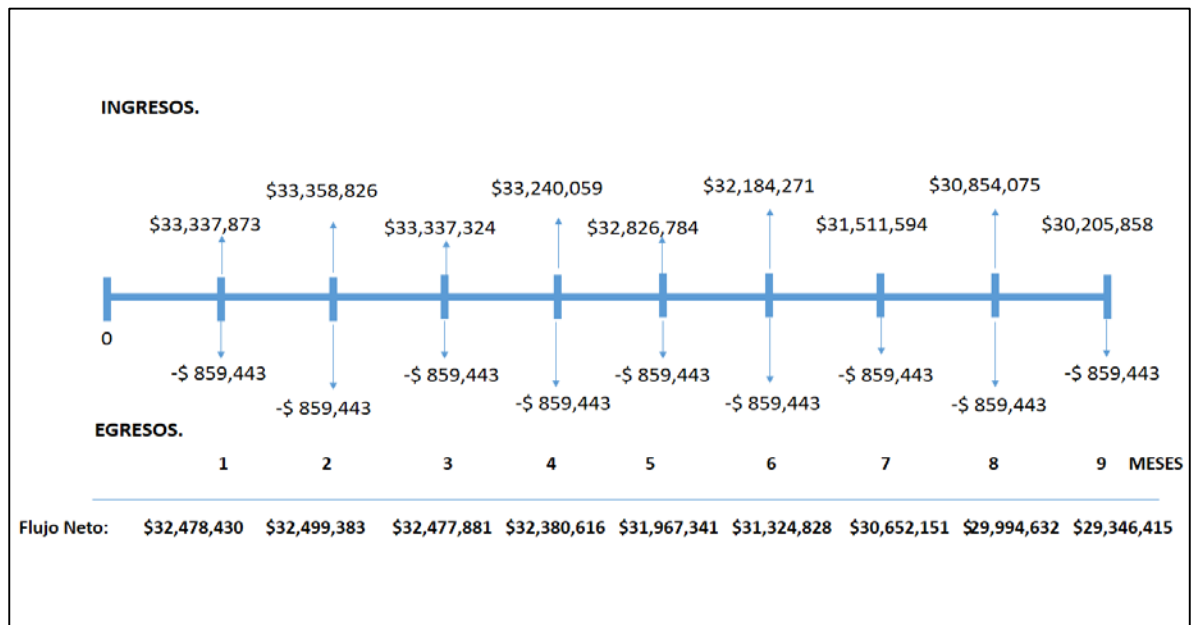 INGRESOS.
$33,358,826 $33,240,059 $32,184,271 $30,854,075
$33,337,873 $33,337,324 $32,826,784 $31,511,594 $30,205,858
0
-$ 859,443 -$ 859,443 -$ 859,443 -$ 859,443 -$ 859,443
-$ 859,443 -$ 859,443 -$ 859,443 -$ 859,443
EGRESOS.
1 2 3 4 5 6 7 8 9 MESES
Flujo Neto: $32,478,430 $32,499,383 $32,477,881 $32,380,616 $31,967,341 $31,324,828 $30,652,151 $29,994,632 $29,346,415